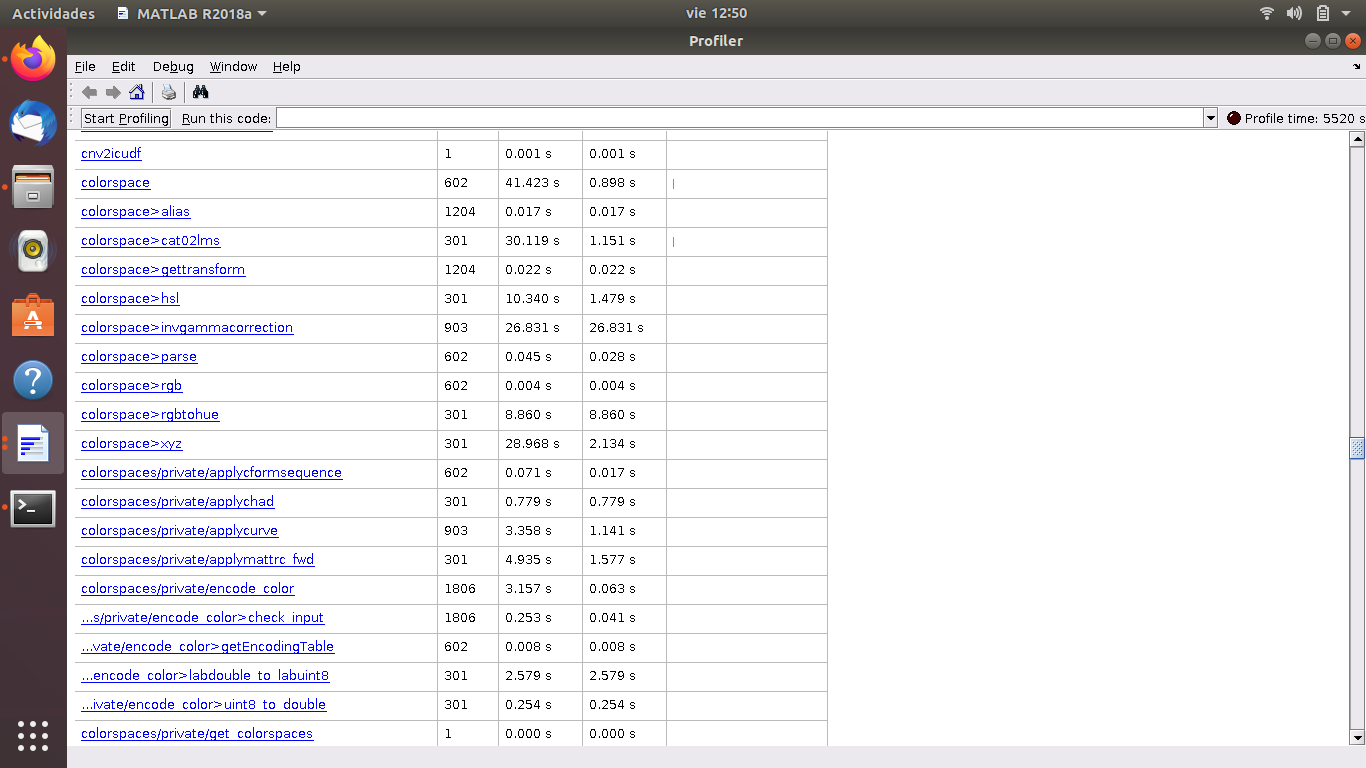 Actividades MATLAB R2018a vie 12:50
Profiler
File Edit Debug Window Help
Start Profiling Run this code: Profile time: 5520 s
cnv2icudf 1 0.001 s 0.001 s
colorspace 602 41.423 s 0.898 s
colorspace>alias 1204 0.017 s 0.017 s
colorspace>cat02lms 301 30.119 s 1.151 s
colorspace>gettransform 1204 0.022 s 0.022 s
colorspace>hsl 301 10.340 s 1.479 s
colorspace>invgammacorrection 903 26.831 s 26.831 s
colorspace>parse 602 0.045 s 0.028 s
colorspace>rgb 602 0.004 s 0.004 s
colorspace>rgbtohue 301 8.860 s 8.860 s
colorspace>xyz 301 28.968 s 2.134 s
colorspaces/private/applycformsequence 602 0.071 s 0.017 s
colorspaces/private/applychad 301 0.779 s 0.779 s
colorspaces/private/applycurve 903 3.358 s 1.141 s
colorspaces/private/applymattrc_fwd 301 4.935 s 1.577 s
colorspaces/private/encode_color 1806 3.157 s 0.063 s
...s/private/encode_color>check_input 1806 0.253 s 0.041 s
...vate/encode_color>getEncodingTable 602 0.008 s 0.008 s
...encode_color>labdouble_to_labuint8 301 2.579 s 2.579 s
...ivate/encode_color>uint8_to_double 301 0.254 s 0.254 s
colorspaces/private/get_colorspaces 1 0.000 s 0.000 s